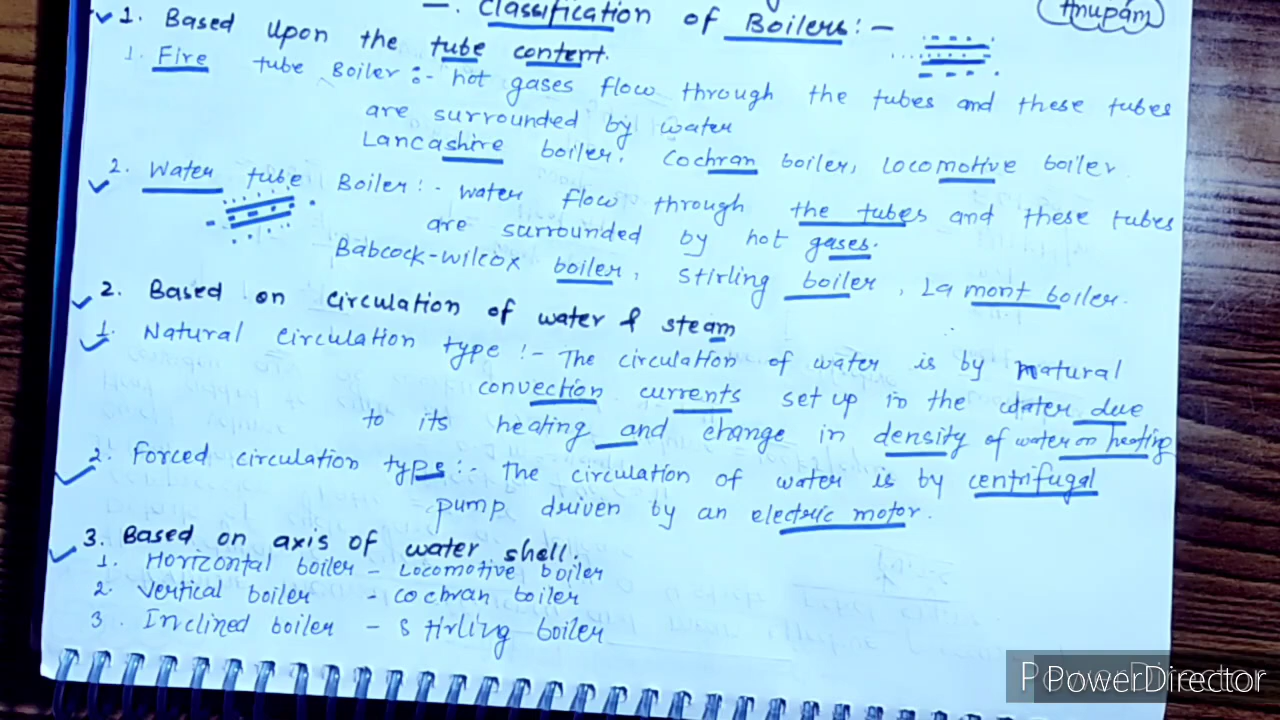 -. Classification of Boilers:-
Anupam
1. Based upon the tube content.
1. Fire tube Boiler:- hot gases flow through the tubes and these tubes
are surrounded by water
Lancashire boiler, Cochran boiler, Locomotive boiler
2. Water tube Boiler:- water flow through the tubes and these tubes
are surrounded by hot gases.
Babcock-wilcox boiler, Stirling boiler, La mont boiler.
2. Based on circulation of water & steam
1. Natural circulation type:- The circulation of water is by natural
convection currents set up in the water due
to its heating and change in density of water on heating
2. Forced circulation type:- The circulation of water is by centrifugal
pump driven by an electric motor.
3. Based on axis of water shell.
1. Horizontal boiler - Locomotive boiler
2. Vertical boiler - cochran boiler
3. Inclined boiler - Stirling boiler
PowerDirector